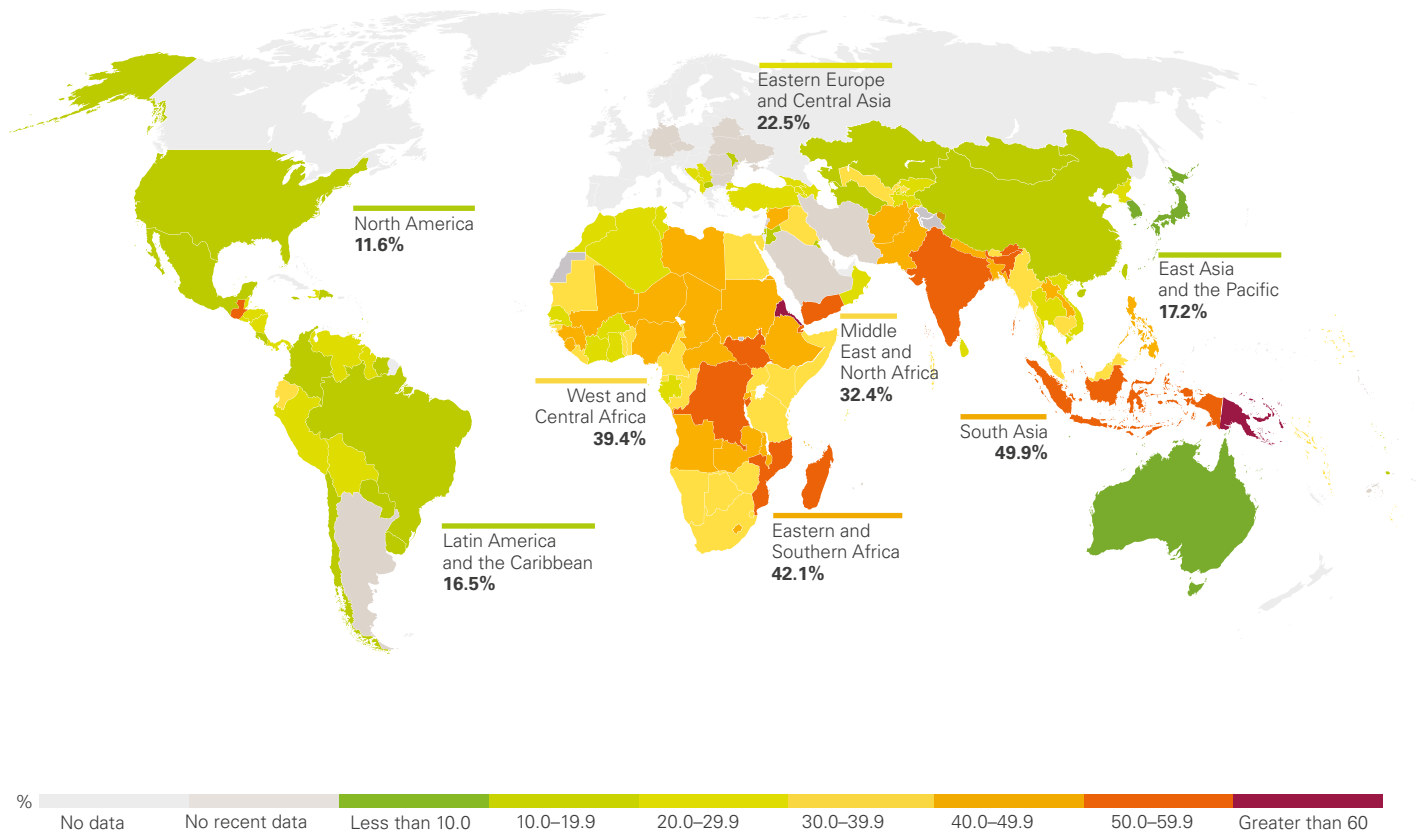 Eastern Europe
and Central Asia
22.5%
North America
11.6%
East Asia
and the Pacific
17.2%
Middle
East and
North Africa
32.4%
West and
Central Africa
39.4%
South Asia
49.9%
Latin America
and the Caribbean
16.5%
Eastern and
Southern Africa
42.1%
%
No data
No recent data
Less than 10.0
10.0–19.9
20.0–29.9
30.0–39.9
40.0–49.9
50.0–59.9
Greater than 60